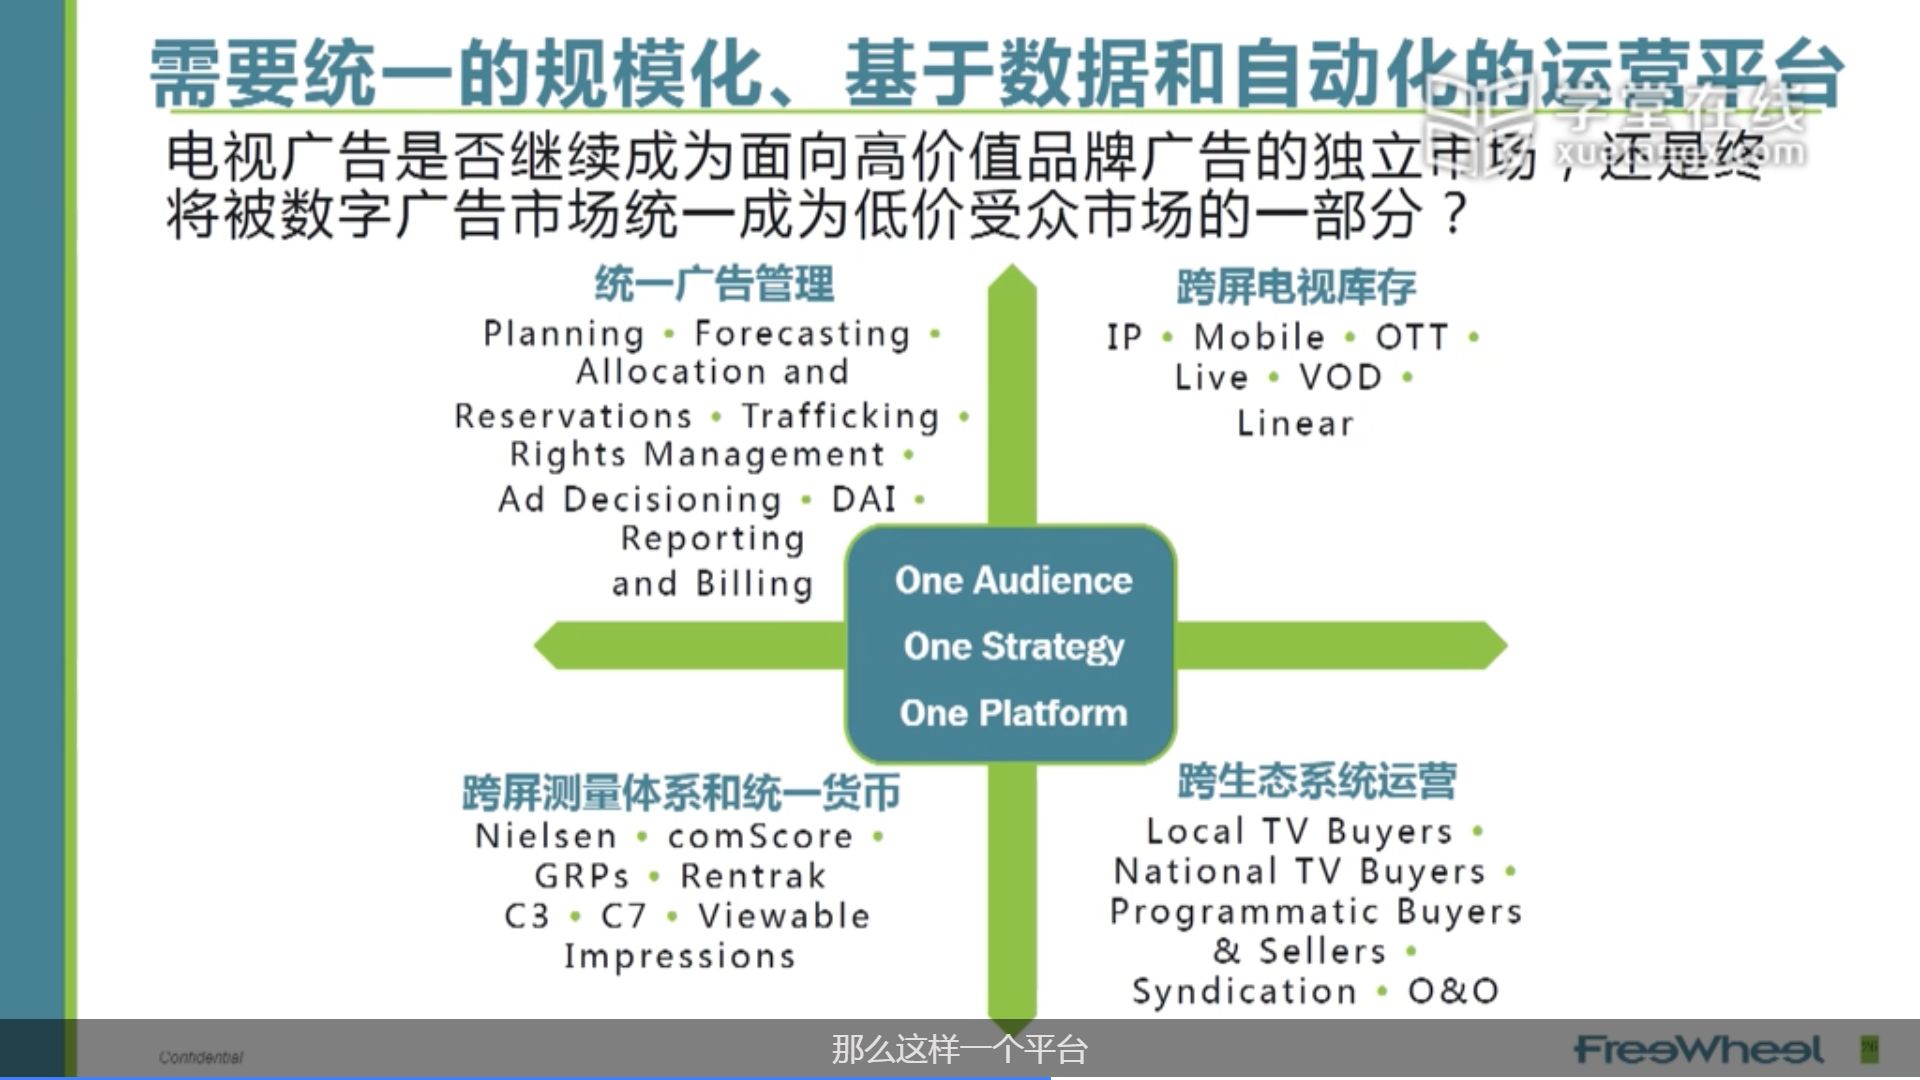 需要统一的规模化、基于数据和自动化的运营平台
学堂在线
xuetangx.com
电视广告是否继续成为面向高价值品牌广告的独立市场，还是终
将被数字广告市场统一成为低价受众市场的一部分？
统一广告管理
Planning • Forecasting •
Allocation and
Reservations • Trafficking •
Rights Management •
Ad Decisioning • DAI •
Reporting
and Billing
跨屏电视库存
IP • Mobile • OTT •
Live • VOD •
Linear
One Audience
One Strategy
One Platform
跨屏测量体系和统一货币
Nielsen • comScore •
GRPs • Rentrak
C3 • C7 • Viewable
Impressions
跨生态系统运营
Local TV Buyers •
National TV Buyers •
Programmatic Buyers
& Sellers •
Syndication • O&O
Confidential
那么这样一个平台
FreeWheel